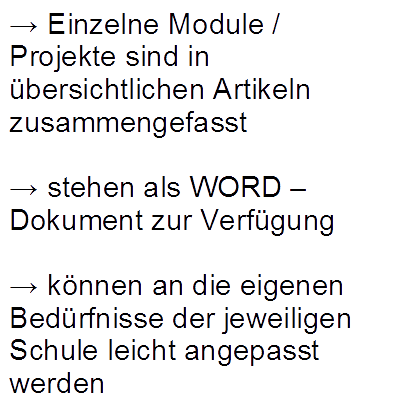 → Einzelne Module /
Projekte sind in
übersichtlichen Artikeln
zusammengefasst
→ stehen als WORD –
Dokument zur Verfügung
→ können an die eigenen
Bedürfnisse der jeweiligen
Schule leicht angepasst
werden